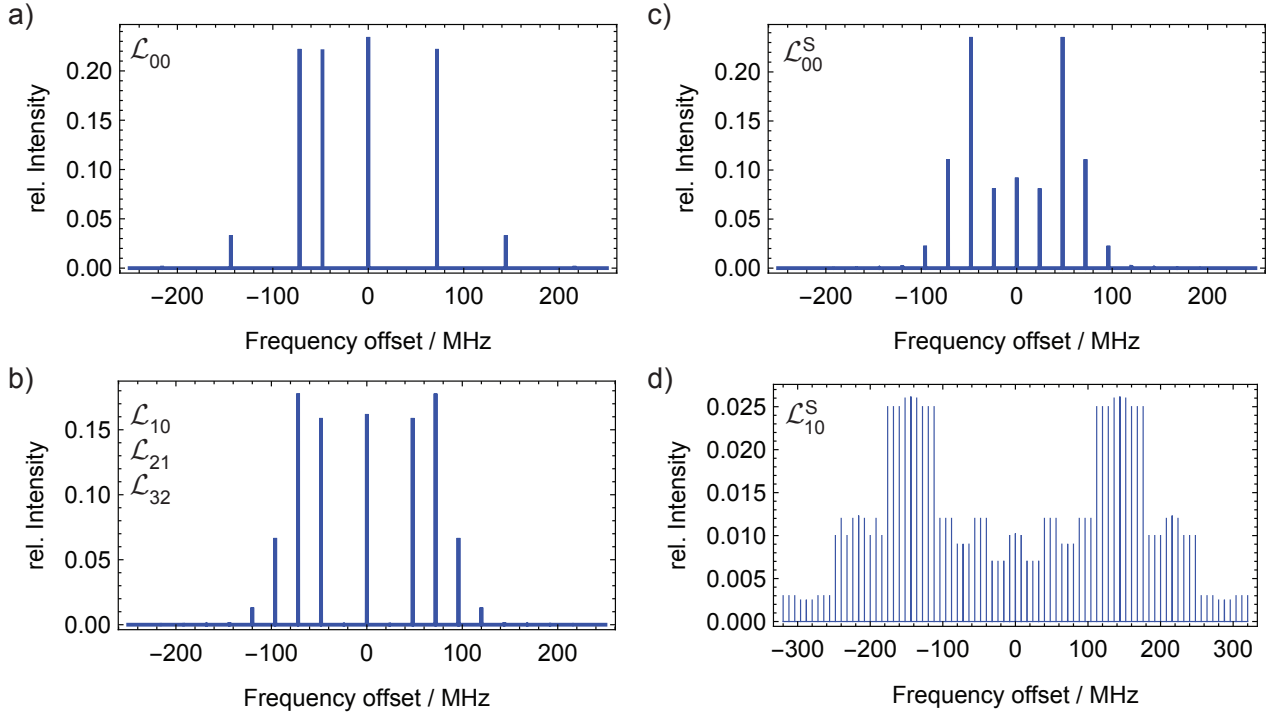 a)
ℒ00
rel. Intensity
0.20
0.15
0.10
0.05
0.00
−200 −100 0 100 200
Frequency offset / MHz
c)
ℒS00
rel. Intensity
0.20
0.15
0.10
0.05
0.00
−200 −100 0 100 200
Frequency offset / MHz
b)
ℒ10
ℒ21
ℒ32
rel. Intensity
0.15
0.10
0.05
0.00
−200 −100 0 100 200
Frequency offset / MHz
d)
ℒS10
rel. Intensity
0.025
0.020
0.015
0.010
0.005
0.000
−300 −200 −100 0 100 200 300
Frequency offset / MHz